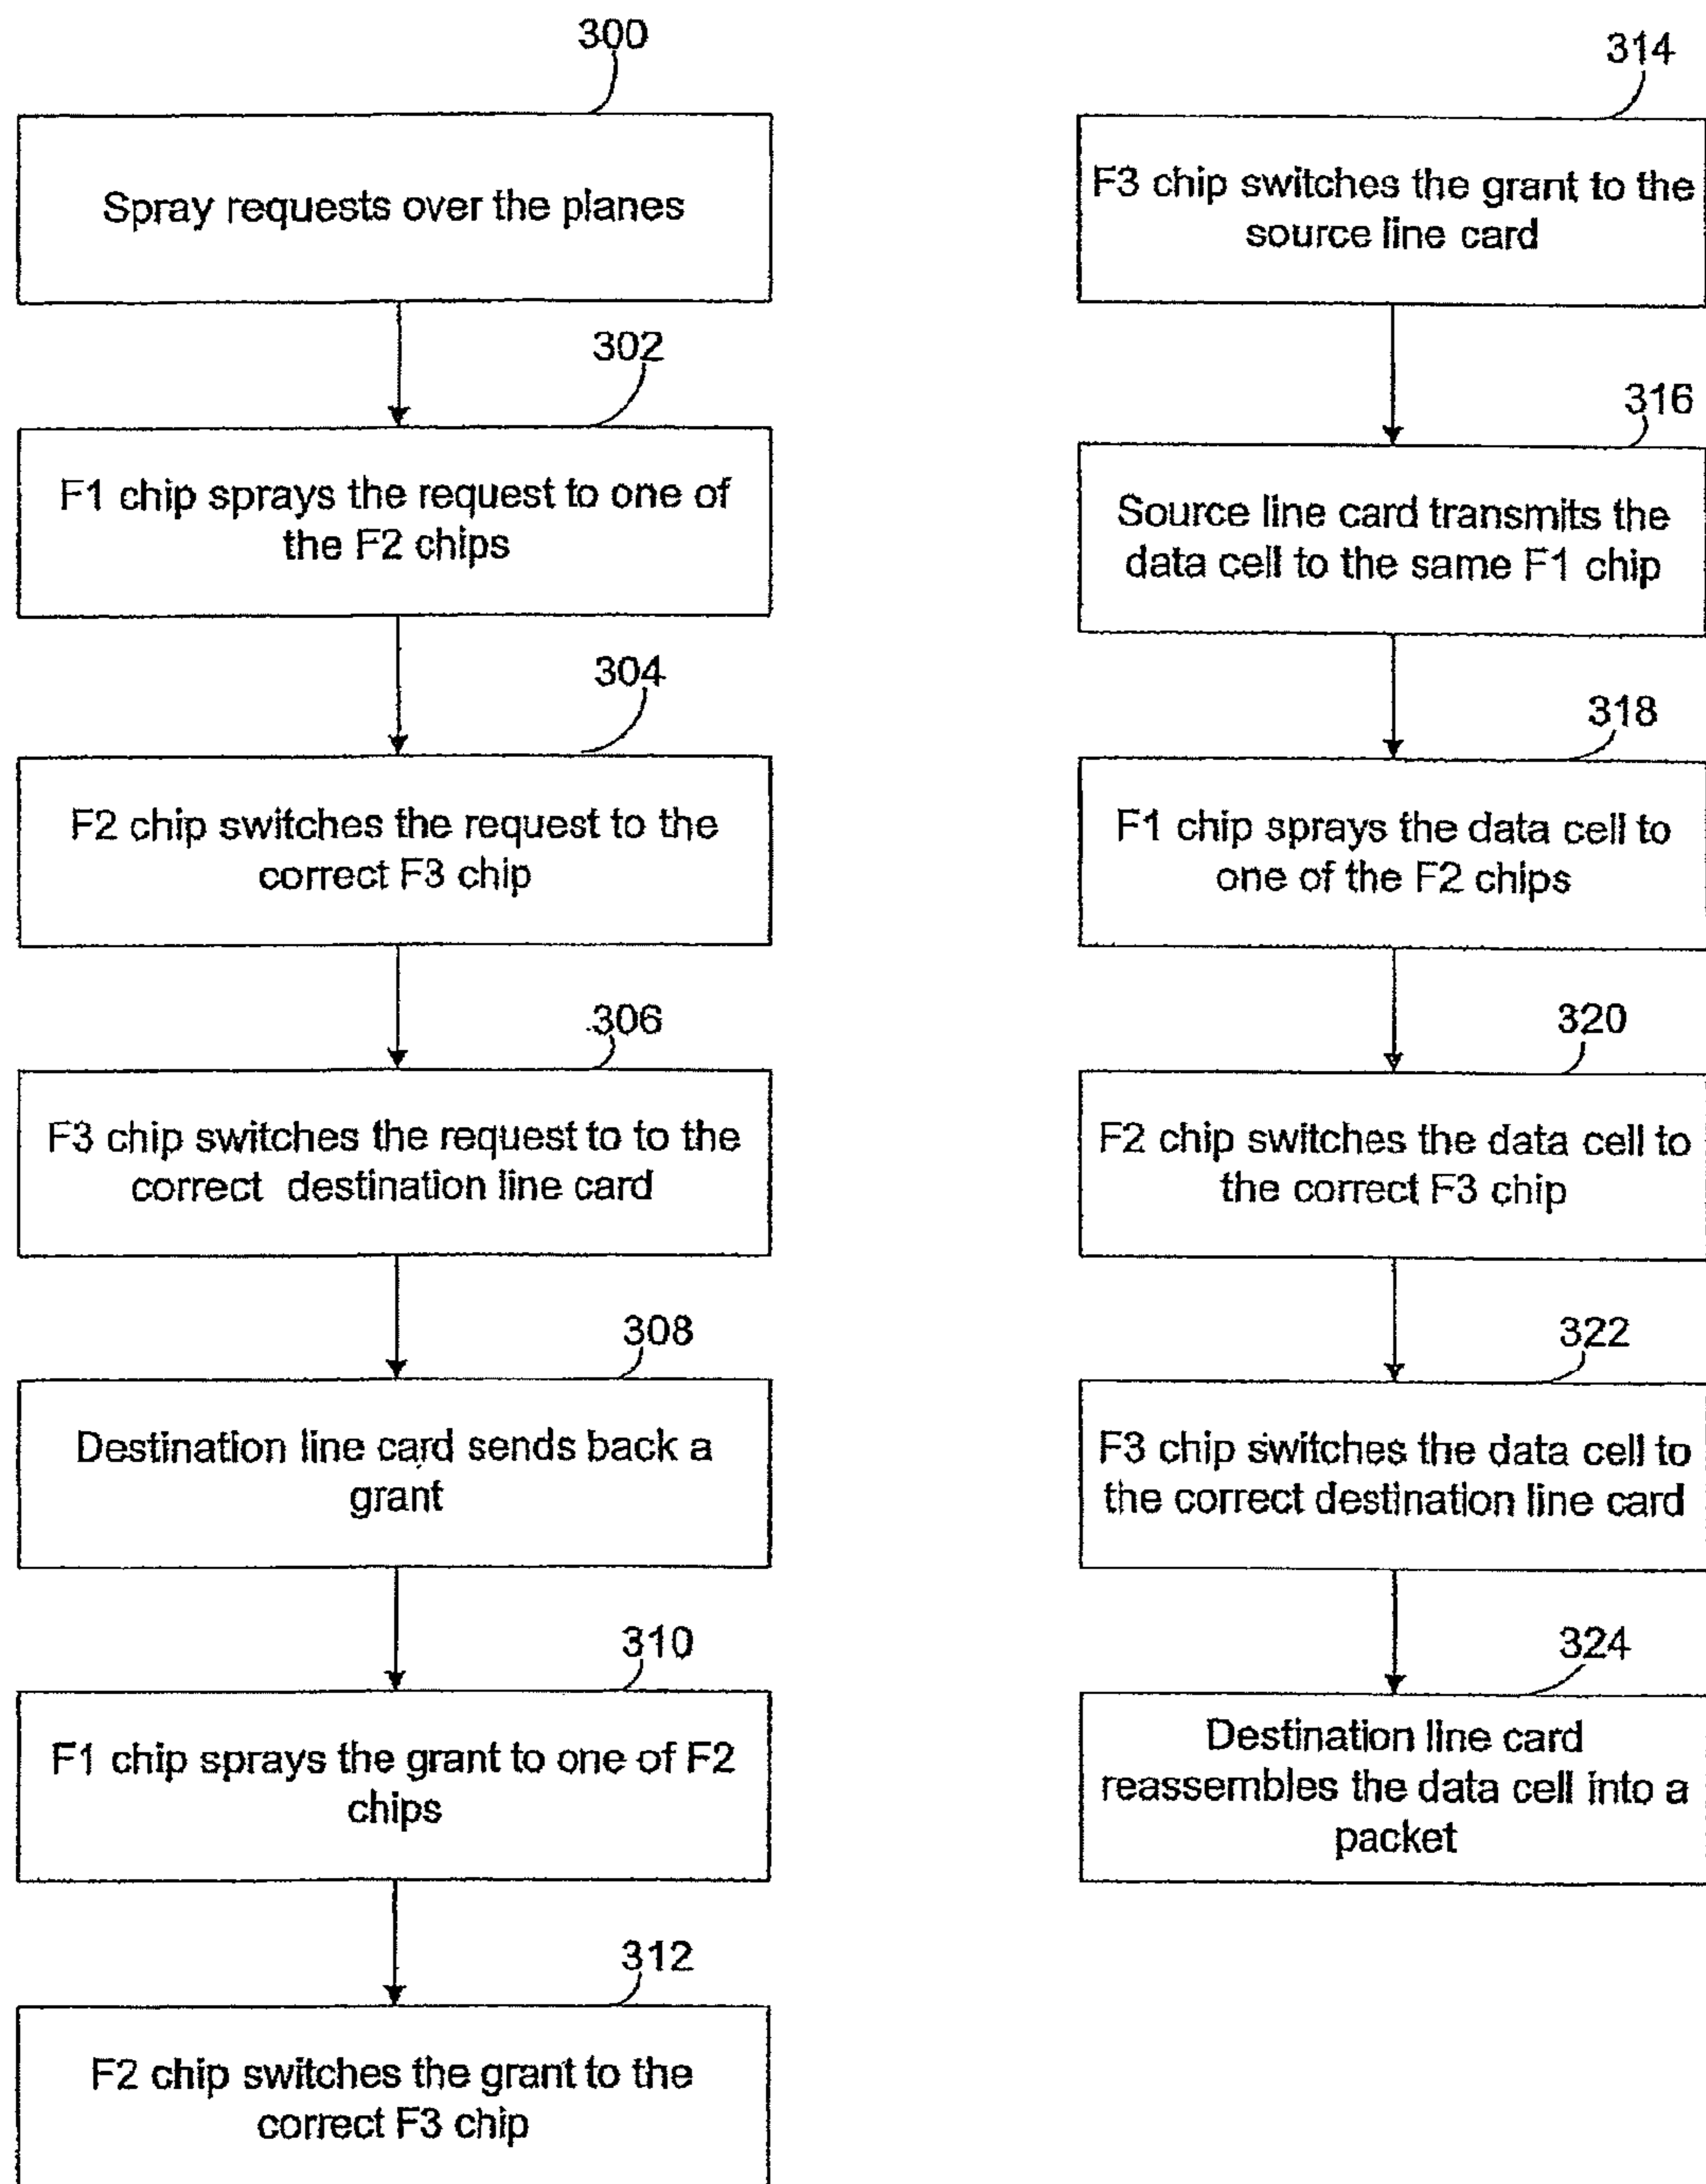 300
Spray requests over the planes
302
F1 chip sprays the request to one of
the F2 chips
304
F2 chip switches the request to the
correct F3 chip
306
F3 chip switches the request to to the
correct destination line card
308
Destination line card sends back a
grant
310
F1 chip sprays the grant to one of F2
chips
312
F2 chip switches the grant to the
correct F3 chip
314
F3 chip switches the grant to the
source line card
316
Source line card transmits the
data cell to the same F1 chip
318
F1 chip sprays the data cell to
one of the F2 chips
320
F2 chip switches the data cell to
the correct F3 chip
322
F3 chip switches the data cell to
the correct destination line card
324
Destination line card
reassembles the data cell into a
packet